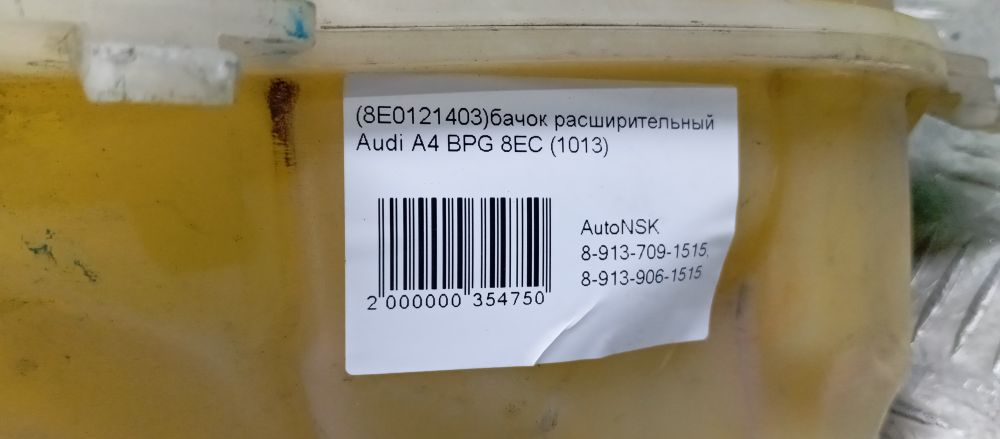 (8E0121403)бачок расширительный
Audi A4 BPG 8EC (1013)
AutoNSK
8-913-709-1515,
8-913-906-1515
2 000000 354750